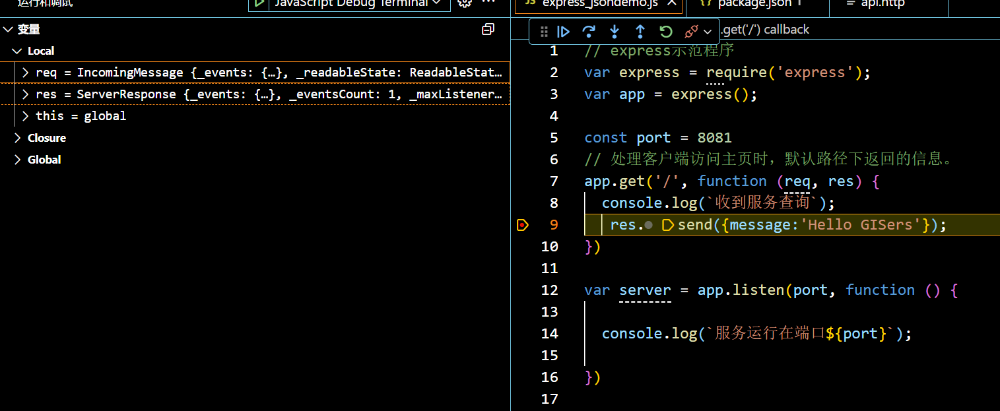 运行和调试
JavaScript Debug Terminal
变量
Local
req = IncomingMessage {_events: {…}, _readableState: ReadableStat…
res = ServerResponse {_events: {…}, _eventsCount: 1, _maxListener…
this = global
Closure
Global
JS express_jsondemo.js
{} package.json 1
api.http
.get('/') callback
1 // express示范程序
2 var express = require('express');
3 var app = express();
4
5 const port = 8081
6 // 处理客户端访问主页时，默认路径下返回的信息。
7 app.get('/', function (req, res) {
8 console.log(`收到服务查询`);
9 res.send({message:'Hello GISers'});
10 })
11
12 var server = app.listen(port, function () {
13
14 console.log(`服务运行在端口${port}`);
15
16 })
17